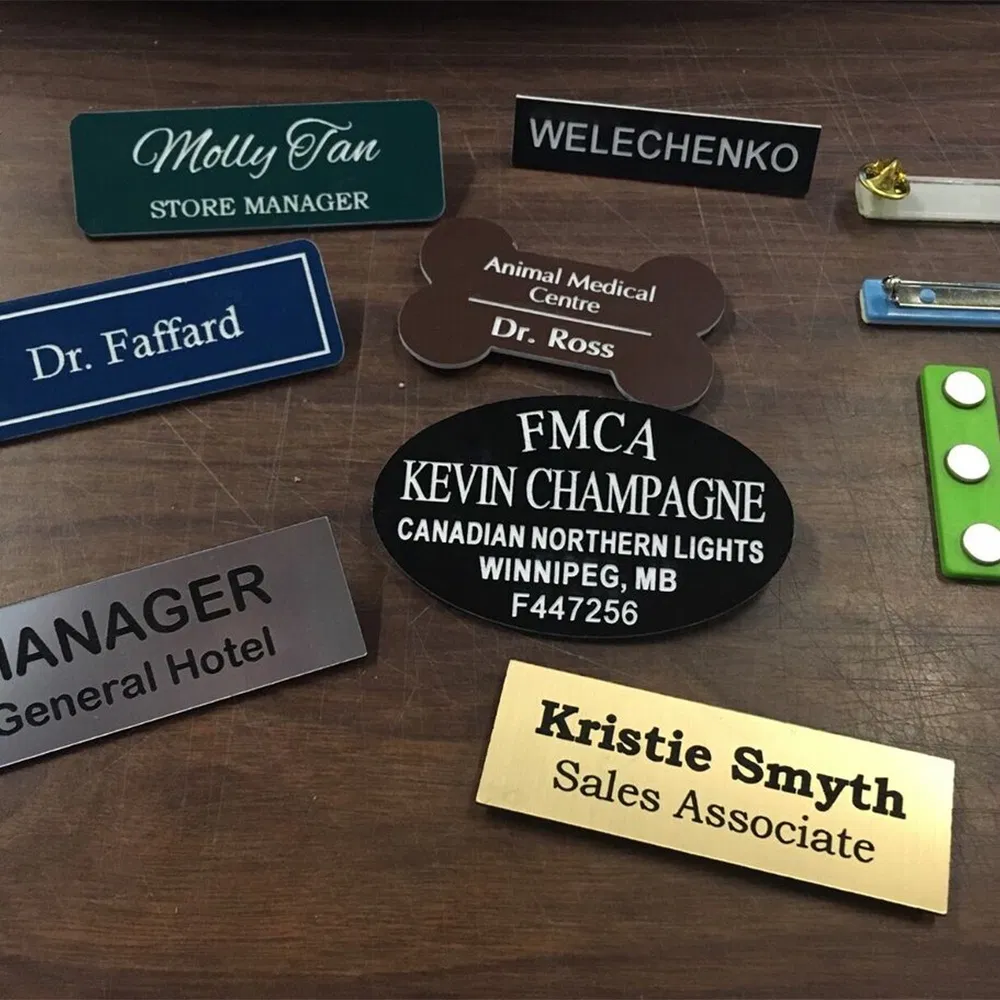 Molly Tan
STORE MANAGER
WELECHENKO
Dr. Faffard
Animal Medical
Centre
Dr. Ross
FMCA
KEVIN CHAMPAGNE
CANADIAN NORTHERN LIGHTS
WINNIPEG, MB
F447256
MANAGER
General Hotel
Kristie Smyth
Sales Associate